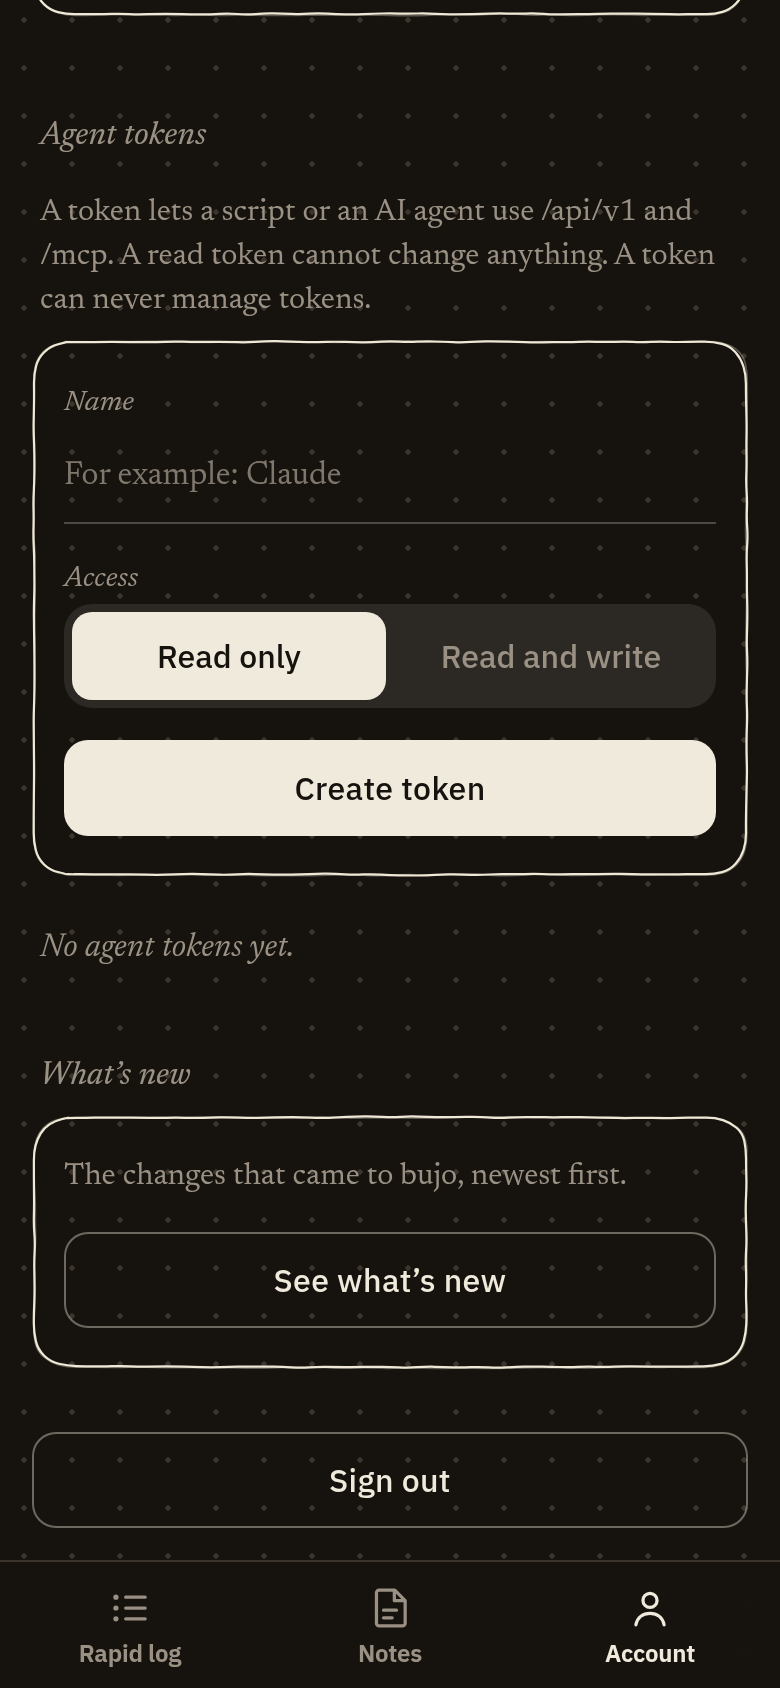 Agent tokens
A token lets a script or an AI agent use /api/v1 and
/mcp. A read token cannot change anything. A token
can never manage tokens.
Name
For example: Claude
Access
Read only
Read and write
Create token
No agent tokens yet.
What’s new
The changes that came to bujo, newest first.
See what’s new
Sign out
Rapid log
Notes
Account